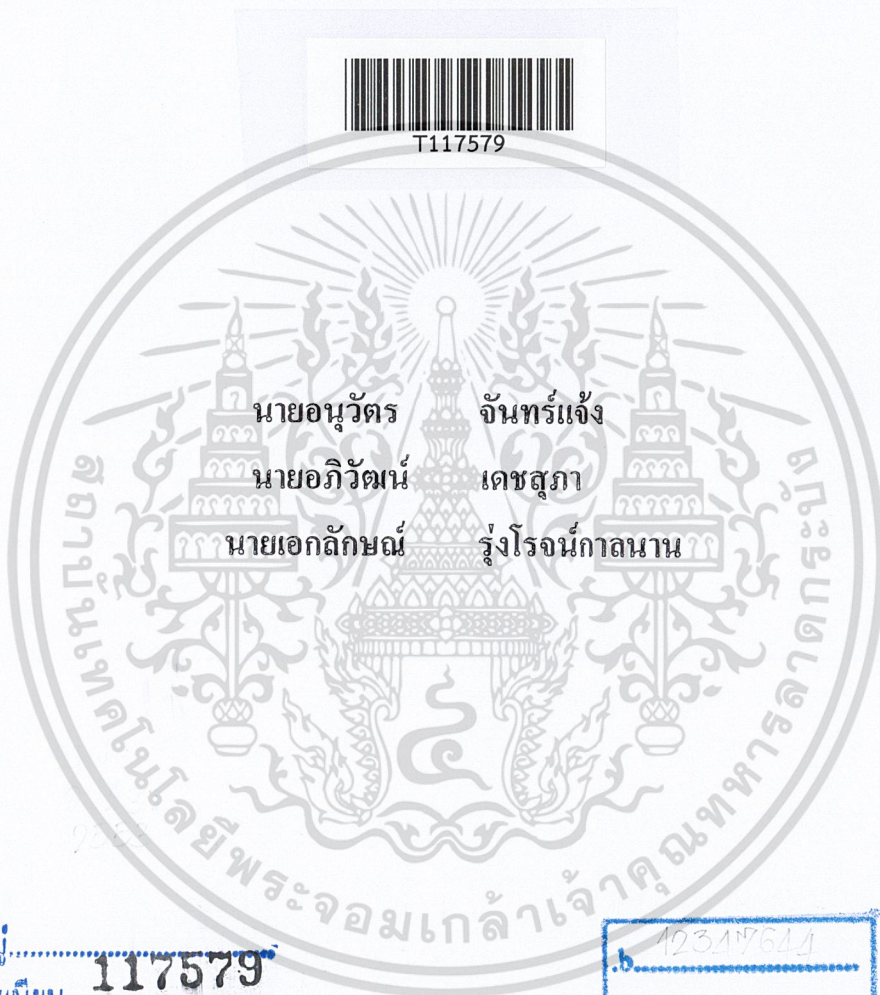 T117579
นายอนุวัตร จันทร์แจ้ง
นายอภิวัฒน์ เดชสุภา
นายเอกลักษณ์ รุ่งโรจน์กาลนาน
สถาบันเทคโนโลยีพระจอมเกล้าเจ้าคุณทหารลาดกระบัง
117579
b 12317644